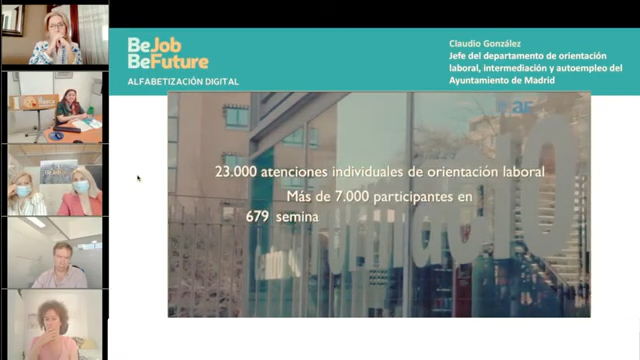 BeJob
BeFuture
ALFABETIZACIÓN DIGITAL
Claudio González
Jefe del departamento de orientación
laboral, intermediación y autoempleo del
Ayuntamiento de Madrid
23.000 atenciones individuales de orientación laboral
Más de 7.000 participantes en
679 semina